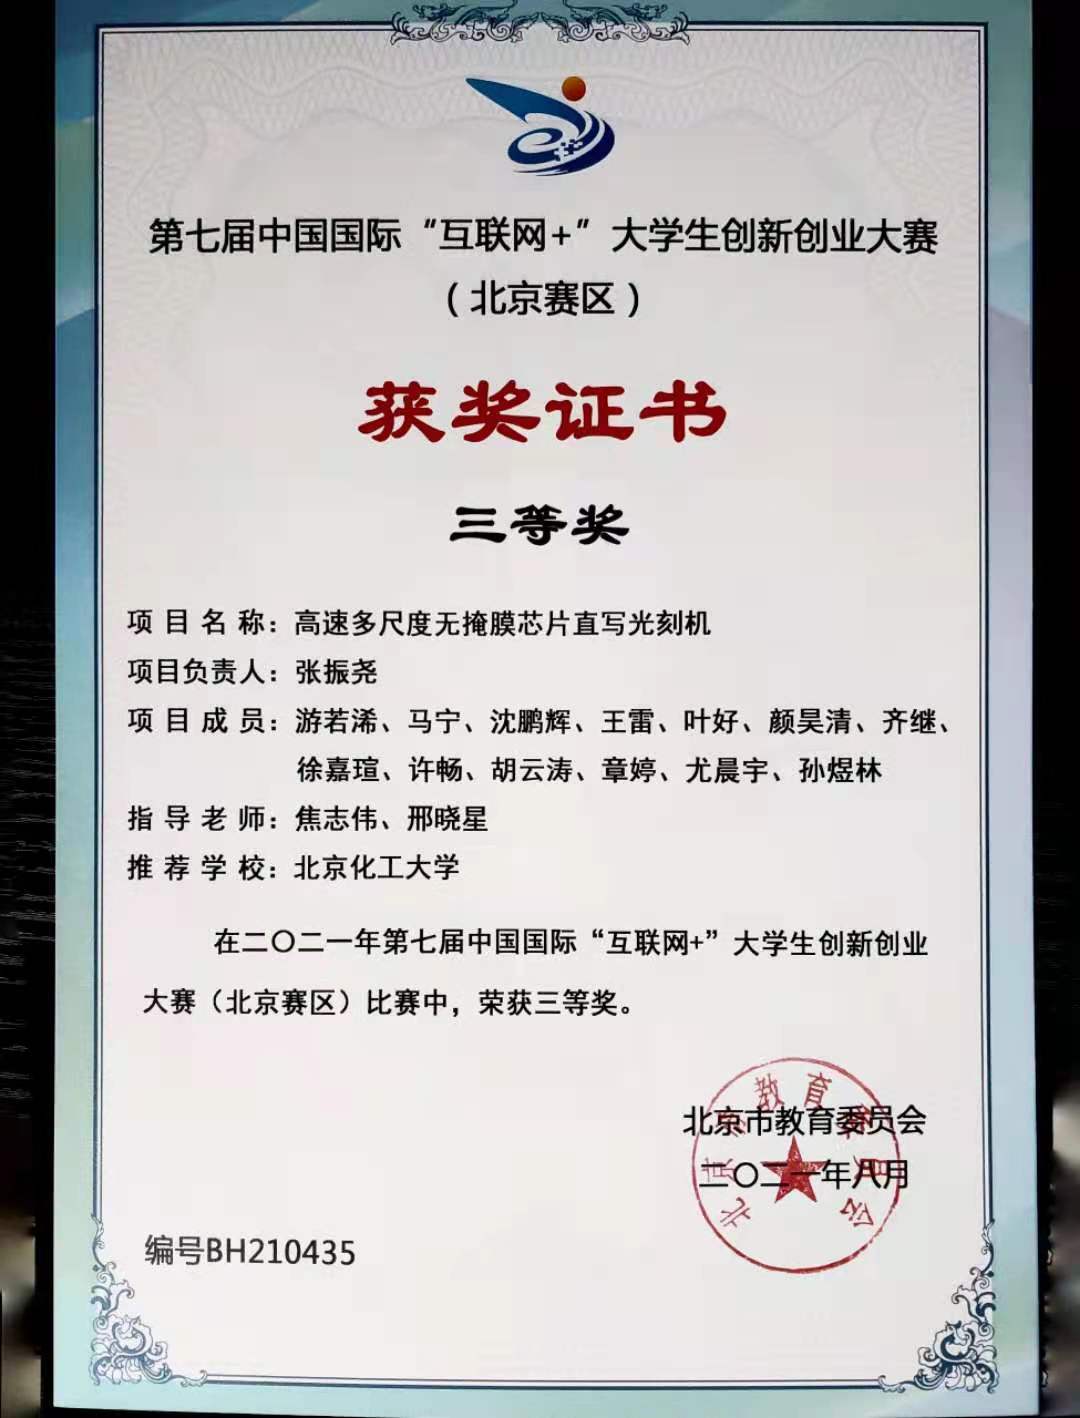 第七届中国国际“互联网+”大学生创新创业大赛
（北京赛区）
获奖证书
三等奖
项目名称：高速多尺度无掩膜芯片直写光刻机
项目负责人：张振尧
项目成员：游若浠、马宁、沈鹏辉、王雷、叶好、颜昊清、齐继、
徐嘉瑄、许畅、胡云涛、章婷、尤晨宇、孙煜林
指导老师：焦志伟、邢晓星
推荐学校：北京化工大学
在二〇二一年第七届中国国际“互联网+”大学生创新创业
大赛（北京赛区）比赛中，荣获三等奖。
北京市教育委员会
二〇二一年八月
北京市教育委员会
编号BH210435